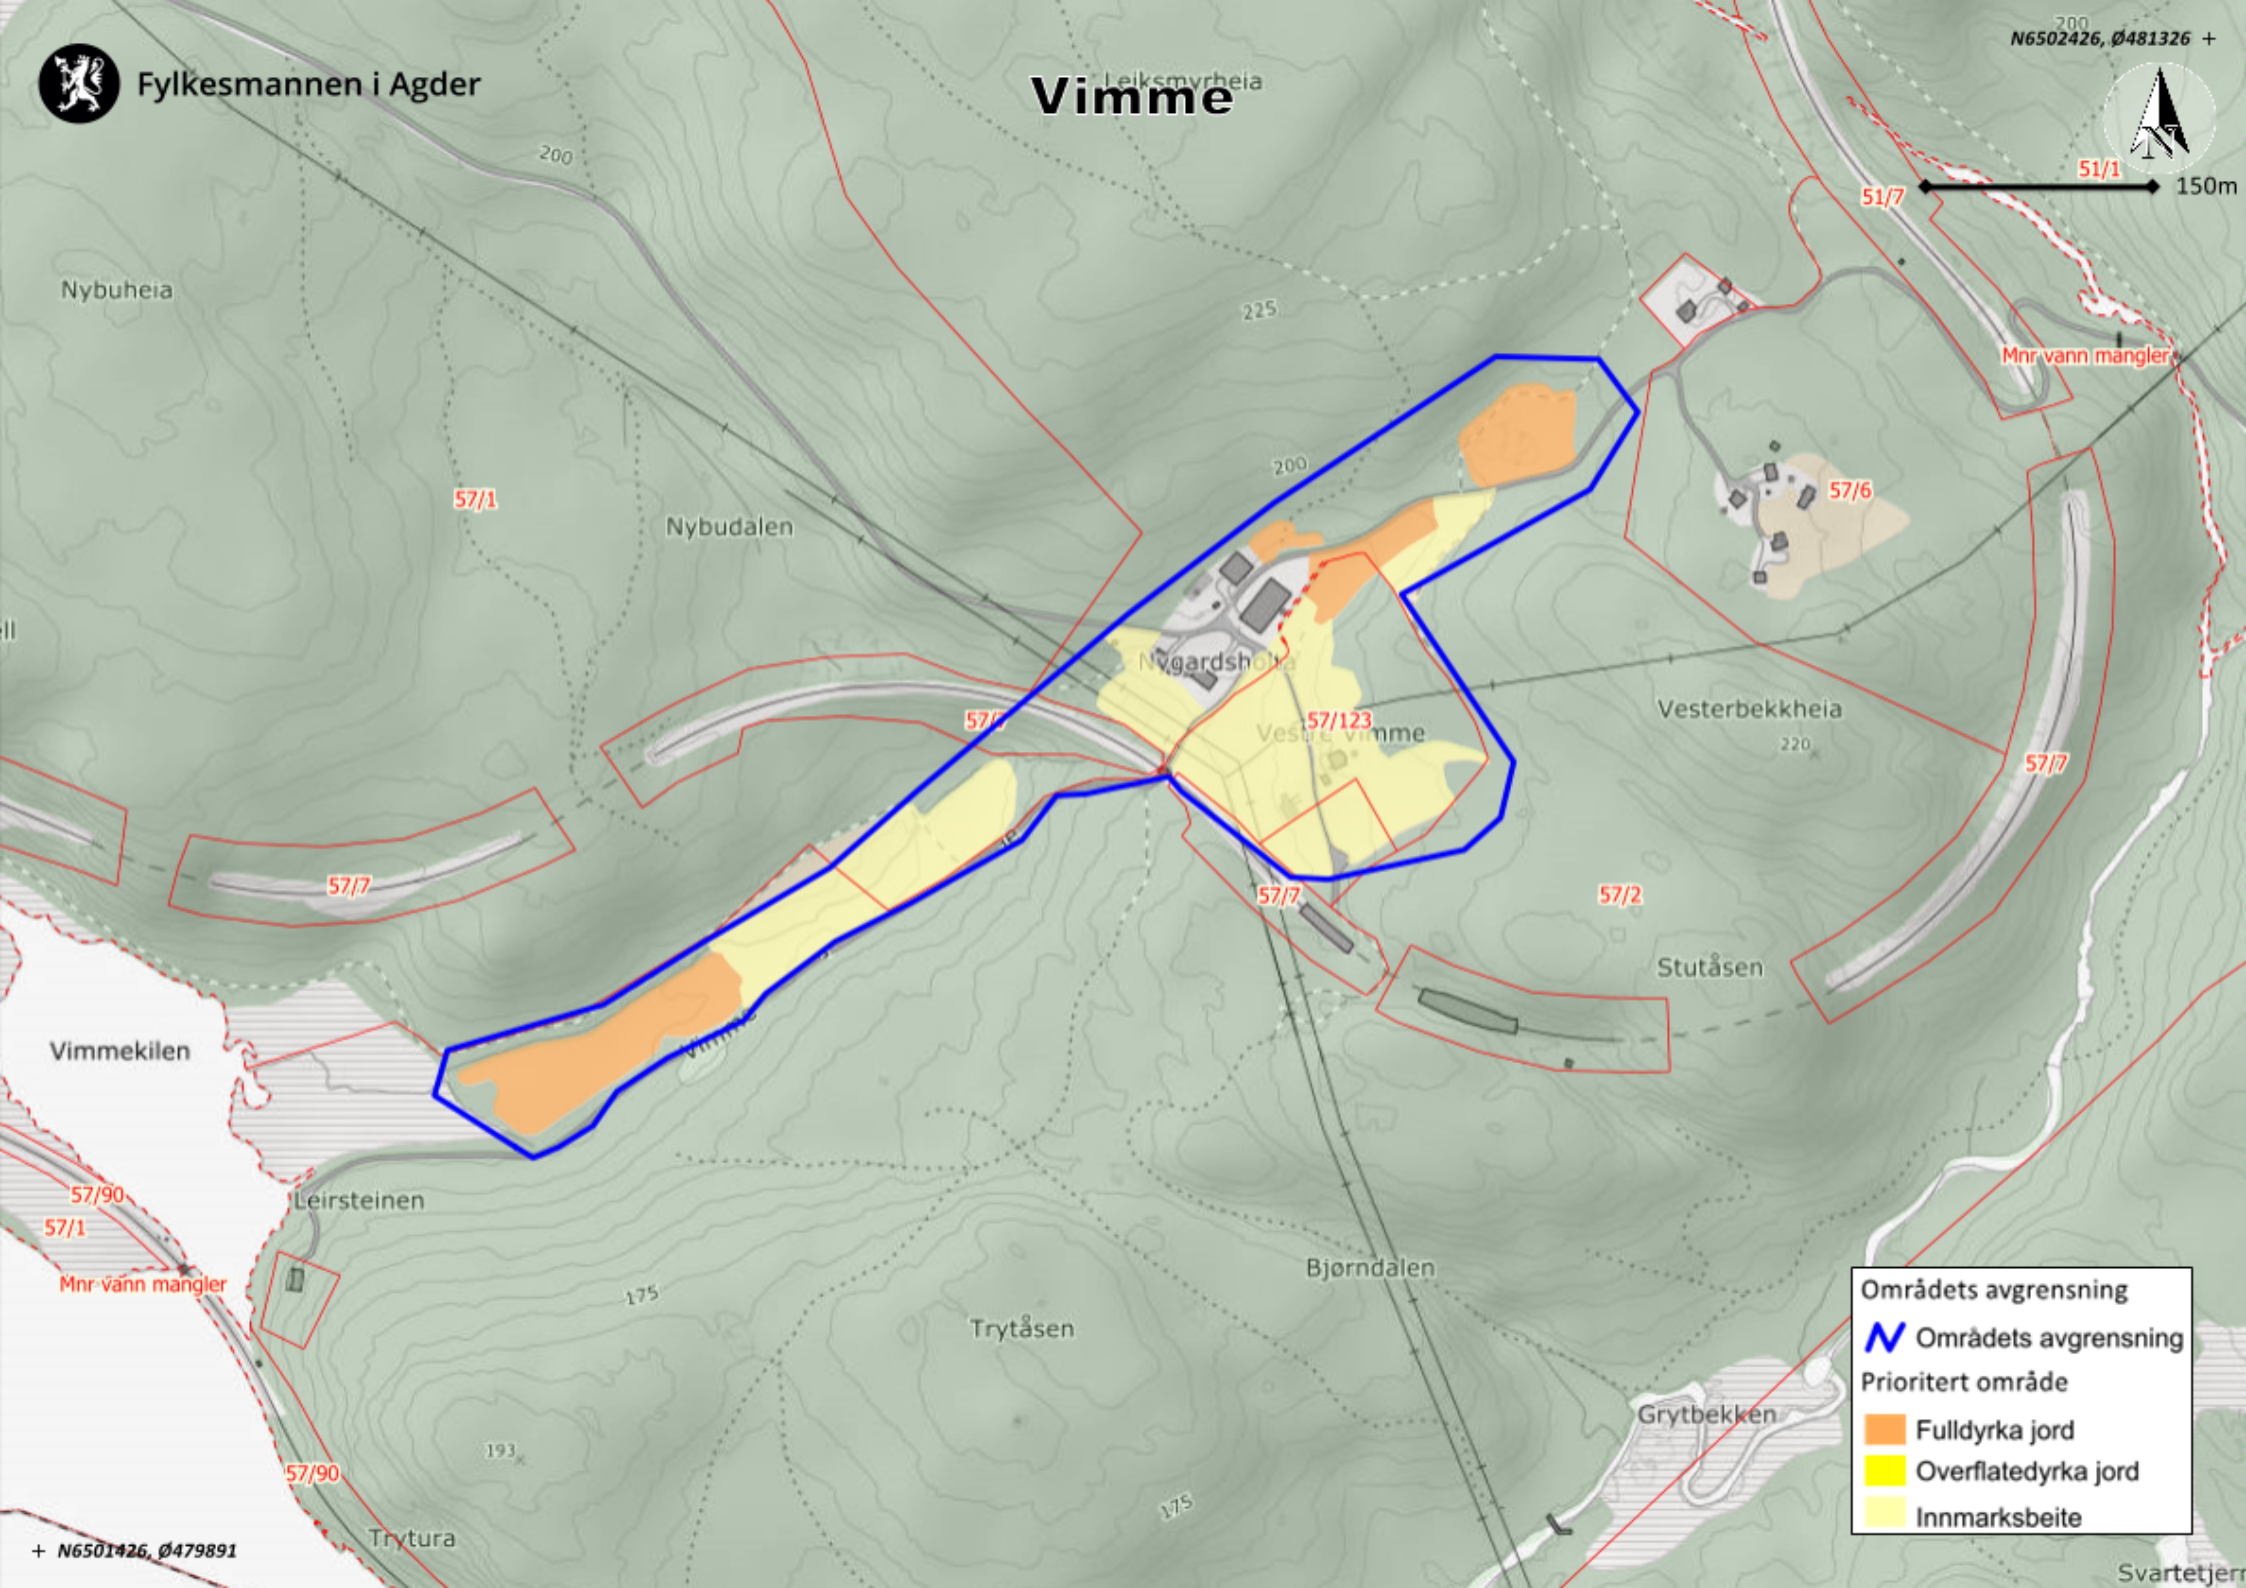 Fylkesmannen i Agder
Vimme
Leiksmyrheia
200
N6502426, Ø481326 +
N
150m
51/1
51/7
200
Nybuheia
225
Mnr vann mangler
200
57/1
Nybudalen
57/6
ll
Nygardsholta
57/7
57/123
Vestre Vimme
Vesterbekkheia
220
57/7
57/7
57/7
57/2
Stutåsen
Vimmekilen
Vimme
57/90
57/1
Leirsteinen
Mnr vann mangler
175
Trytåsen
Bjørndalen
Områdets avgrensning
Områdets avgrensning
Prioritert område
Fulldyrka jord
Overflatedyrka jord
Innmarksbeite
Grytbekken
193
57/90
175
Trytura
+ N6501426, Ø479891
Svartetjern